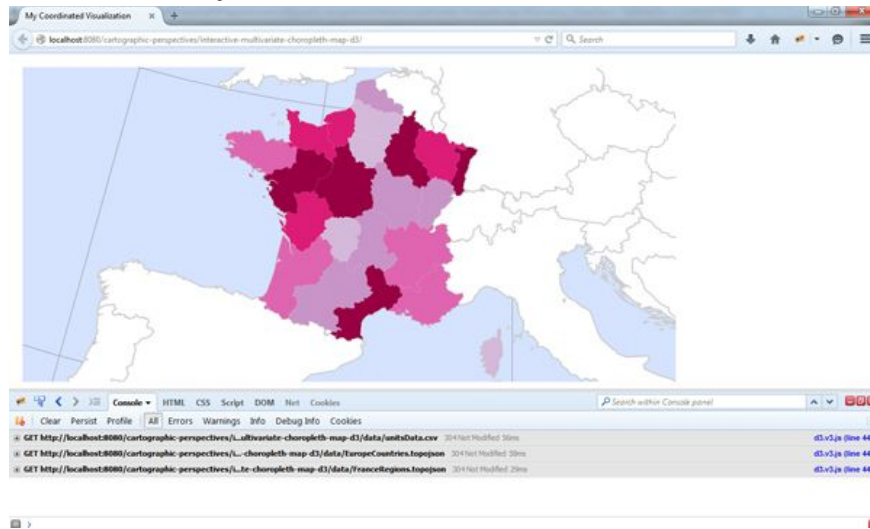 My Coordinated Visualization × +
localhost:8080/cartographic-perspectives/interactive-multivariate-choropleth-map-d3/ Search
Console HTML CSS Script DOM Net Cookies Search within Console panel
Clear Persist Profile All Errors Warnings Info Debug Info Cookies
GET http://localhost:8080/cartographic-perspectives/i...ultivariate-choropleth-map-d3/data/unitsData.csv 304 Not Modified 36ms d3.v3.js (line 44
GET http://localhost:8080/cartographic-perspectives/i...-choropleth-map-d3/data/EuropeCountries.topojson 304 Not Modified d3.v3.js (line 44
GET http://localhost:8080/cartographic-perspectives/i...te-choropleth-map-d3/data/FranceRegions.topojson 304 Not Modified 29ms d3.v3.js (line 44